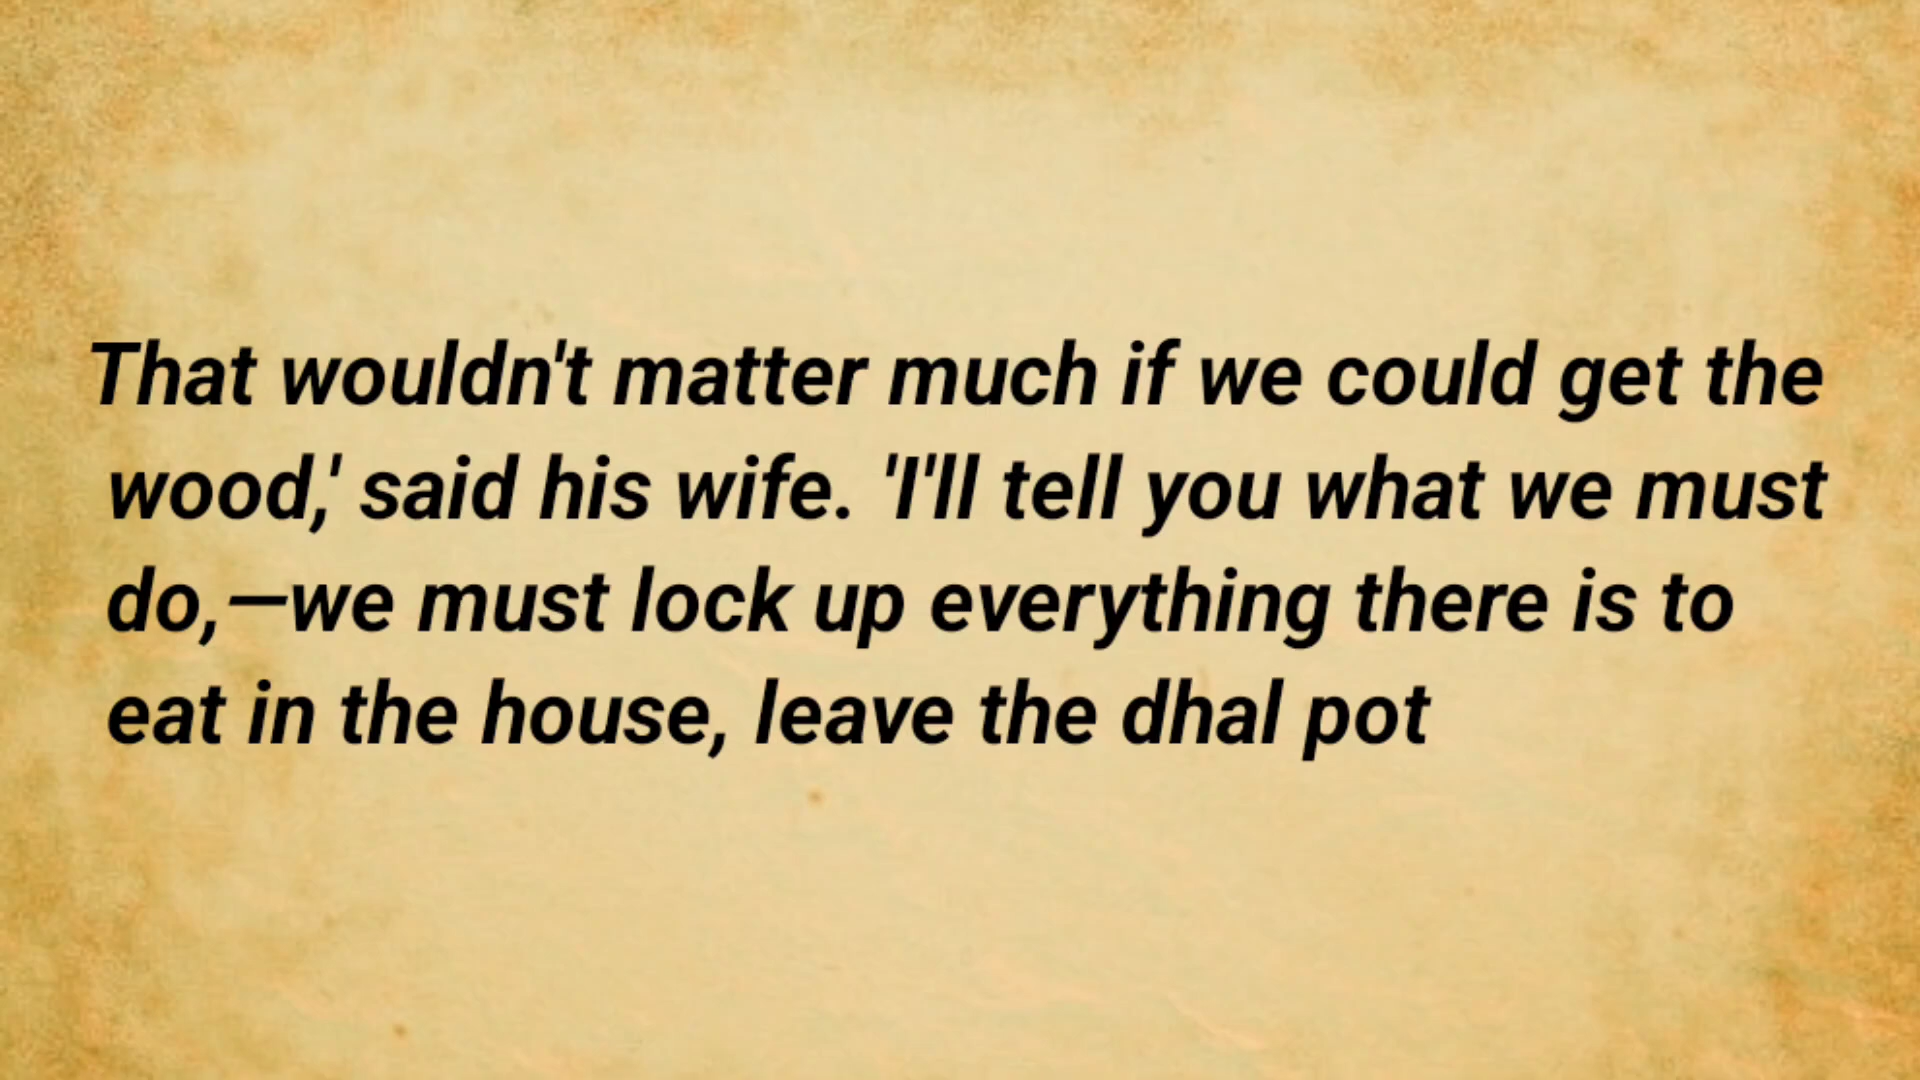 That wouldn't matter much if we could get the
wood,' said his wife. 'I'll tell you what we must
do,—we must lock up everything there is to
eat in the house, leave the dhal pot